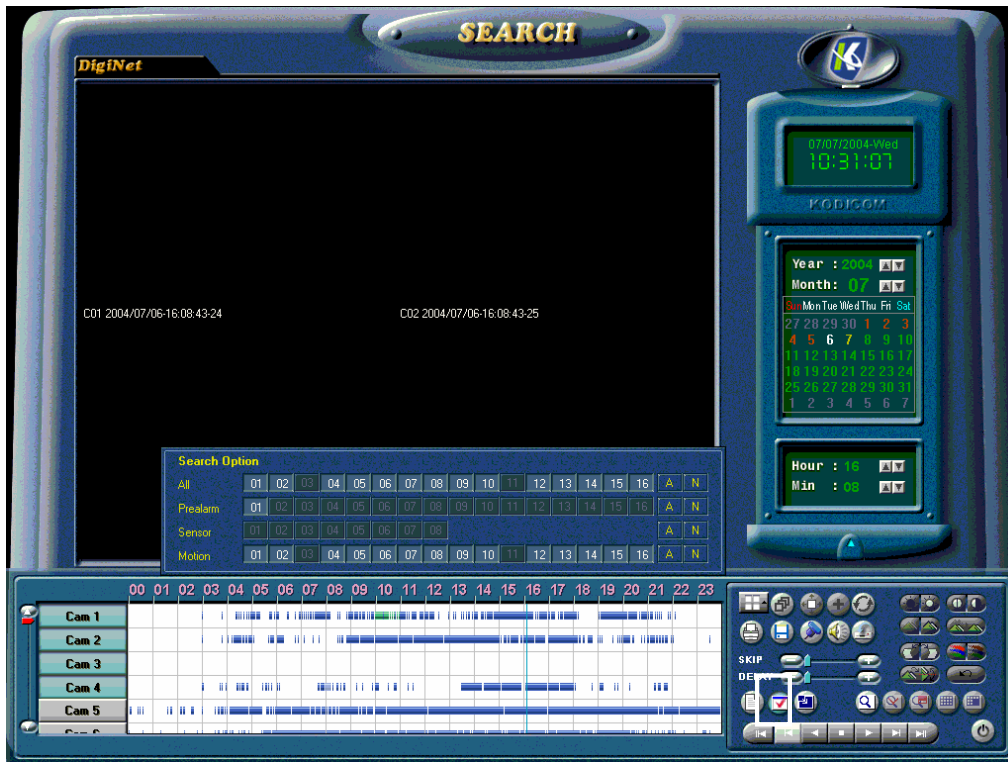 SEARCH
DigiNet
07/07/2004-Wed
10:31:07
KODICOM
Year : 2004
Month: 07
Sun Mon Tue Wed Thu Fri Sat
27 28 29 30 1 2 3
4 5 6 7 8 9 10
11 12 13 14 15 16 17
18 19 20 21 22 23 24
25 26 27 28 29 30 31
1 2 3 4 5 6 7
C01 2004/07/06-16:08:43-24
C02 2004/07/06-16:08:43-25
Hour : 16
Min : 08
Search Option
All 01 02 03 04 05 06 07 08 09 10 11 12 13 14 15 16 A N
Prealarm 01 02 03 04 05 06 07 08 09 10 11 12 13 14 15 16 A N
Sensor 01 02 03 04 05 06 07 08 A N
Motion 01 02 03 04 05 06 07 08 09 10 11 12 13 14 15 16 A N
00 01 02 03 04 05 06 07 08 09 10 11 12 13 14 15 16 17 18 19 20 21 22 23
Cam 1
Cam 2
Cam 3
Cam 4
Cam 5
SKIP